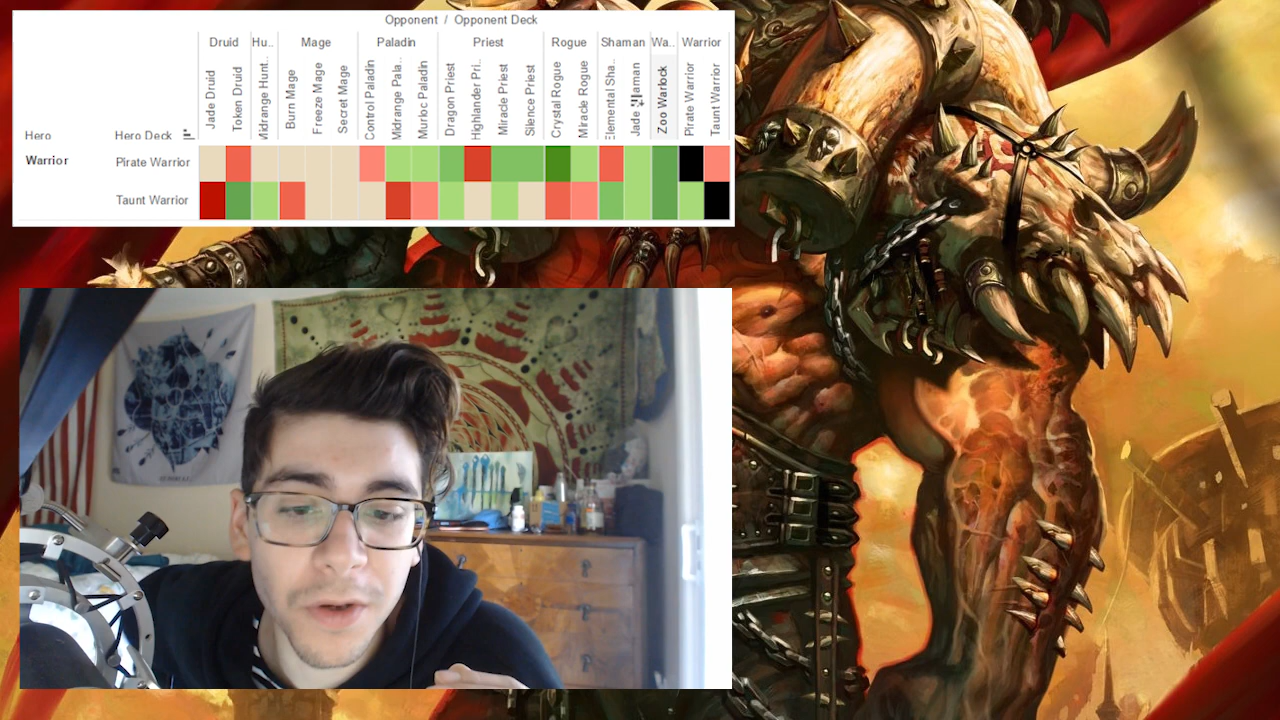 Opponent / Opponent Deck
Druid Hu.. Mage Paladin Priest Rogue Shaman Wa.. Warrior
Jade Druid
Token Druid
Midrange Hunt..
Burn Mage
Freeze Mage
Secret Mage
Control Paladin
Midrange Pala..
Murloc Paladin
Dragon Priest
Highlander Pri..
Miracle Priest
Silence Priest
Crystal Rogue
Miracle Rogue
Elemental Sha..
Jade
Zoo Warlock
Pirate Warrior
Taunt Warrior
Hero Hero Deck
Warrior Pirate Warrior
Taunt Warrior